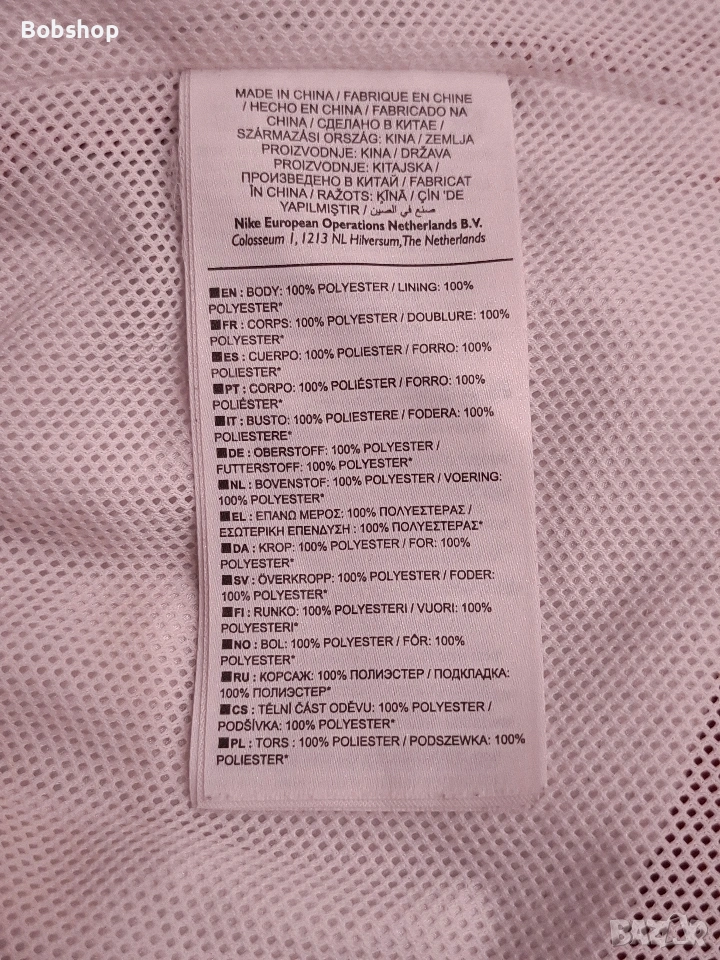 Bobshop
MADE IN CHINA / FABRIQUE EN CHINE
/ HECHO EN CHINA / FABRICADO NA
CHINA / СДЕЛАНО В КИТАЕ /
SZÁRMAZÁSI ORSZÁG: KINA / ZEMLJA
PROIZVODNJE: KINA / DRŽAVA
PROIZVODNJE: KITAJSKA /
ПРОИЗВЕДЕНО В КИТАЙ / FABRICAT
ÎN CHINA / RAŽOTS: ĶĪNĀ / ÇİN 'DE
YAPILMIŞTIR / صنع في الصين
Nike European Operations Netherlands B.V.
Colosseum 1, 1213 NL Hilversum, The Netherlands
EN : BODY: 100% POLYESTER / LINING: 100%
POLYESTER*
FR : CORPS: 100% POLYESTER / DOUBLURE: 100%
POLYESTER*
ES : CUERPO: 100% POLIESTER / FORRO: 100%
POLIESTER*
PT : CORPO: 100% POLIÉSTER / FORRO: 100%
POLIÉSTER*
IT : BUSTO: 100% POLIESTERE / FODERA: 100%
POLIESTERE*
DE : OBERSTOFF: 100% POLYESTER /
FUTTERSTOFF: 100% POLYESTER*
NL : BOVENSTOF: 100% POLYESTER / VOERING:
100% POLYESTER*
EL : ΕΠΑΝΩ ΜΕΡΟΣ: 100% ΠΟΛΥΕΣΤΕΡΑΣ /
ΕΣΩΤΕΡΙΚΗ ΕΠΕΝΔΥΣΗ : 100% ΠΟΛΥΕΣΤΕΡΑΣ*
DA : KROP: 100% POLYESTER / FOR: 100%
POLYESTER*
SV : ÖVERKROPP: 100% POLYESTER / FODER:
100% POLYESTER*
FI : RUNKO: 100% POLYESTERI / VUORI: 100%
POLYESTERI*
NO : BOL: 100% POLYESTER / FÔR: 100%
POLYESTER*
RU : КОРСАЖ: 100% ПОЛИЭСТЕР / ПОДКЛАДКА:
100% ПОЛИЭСТЕР*
CS : TĚLNÍ ČÁST ODĚVU: 100% POLYESTER /
PODŠÍVKA: 100% POLYESTER*
PL : TORS : 100% POLIESTER / PODSZEWKA: 100%
POLIESTER*
BAZAR